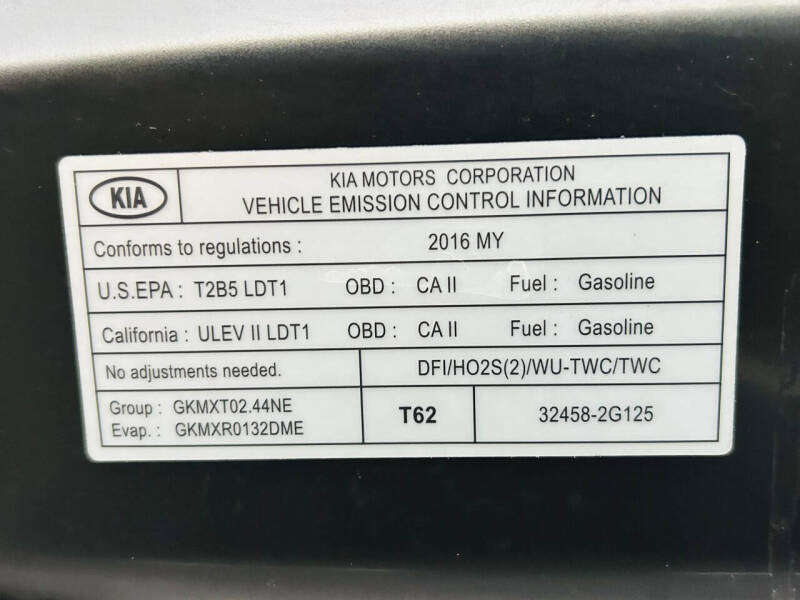 KIA
KIA MOTORS CORPORATION
VEHICLE EMISSION CONTROL INFORMATION
Conforms to regulations : 2016 MY
U.S.EPA : T2B5 LDT1 OBD : CA II Fuel : Gasoline
California : ULEV II LDT1 OBD : CA II Fuel : Gasoline
No adjustments needed. DFI/HO2S(2)/WU-TWC/TWC
Group : GKMXT02.44NE
Evap. : GKMXR0132DME
T62 32458-2G125